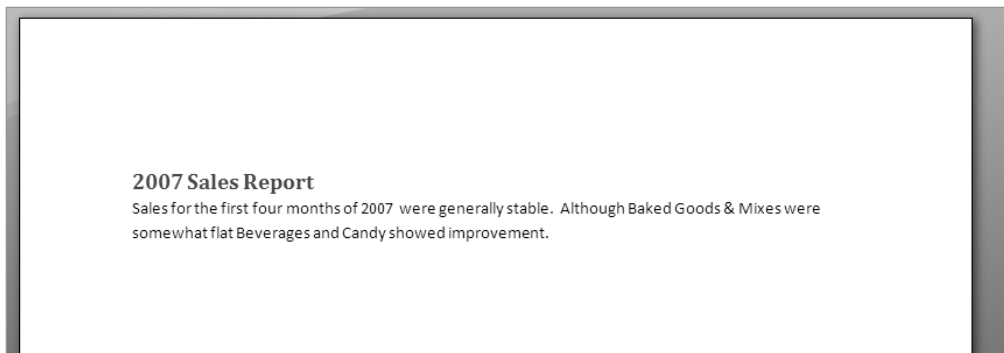 2007 Sales Report
Sales for the first four months of 2007  were generally stable.  Although Baked Goods & Mixes were
somewhat flat Beverages and Candy showed improvement.